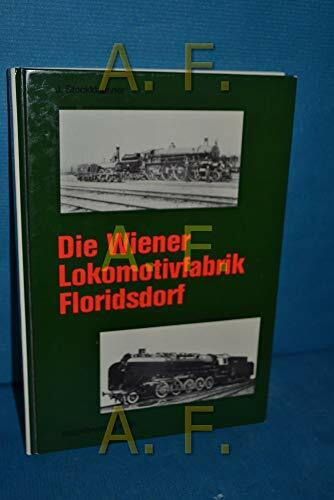 A. F.
J. Stockklausner
A. F.
Die Wiener
Lokomotivfabrik
Floridsdorf
A. F.
A. F.